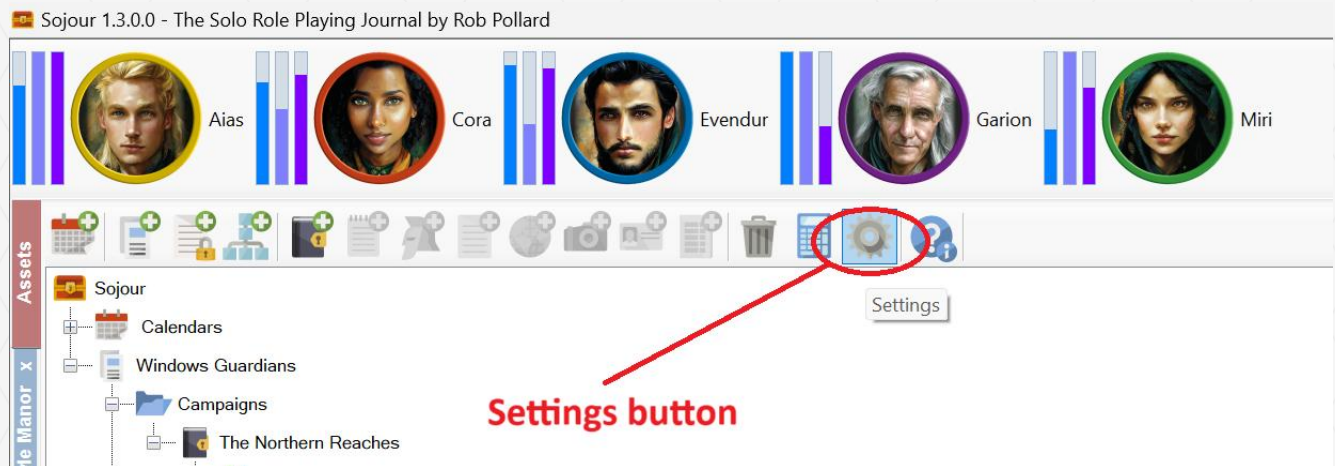 Sojour 1.3.0.0 - The Solo Role Playing Journal by Rob Pollard
Aias
Cora
Evendur
Garion
Miri
Assets
Settings
Sojour
Calendars
x
Windows Guardians
Manor
Campaigns
Settings button
The Northern Reaches